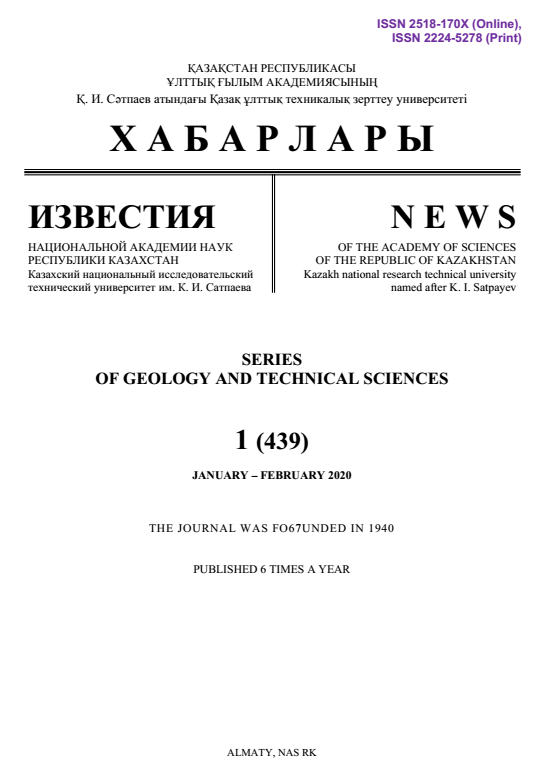 ISSN 2518-170X (Online),
ISSN 2224-5278 (Print)
ҚАЗАҚСТАН РЕСПУБЛИКАСЫ
ҰЛТТЫҚ ҒЫЛЫМ АКАДЕМИЯСЫНЫҢ
Қ. И. Сәтпаев атындағы Қазақ ұлттық техникалық зерттеу университеті
Х А Б А Р Л А Р Ы
ИЗВЕСТИЯ
НАЦИОНАЛЬНОЙ АКАДЕМИИ НАУК
РЕСПУБЛИКИ КАЗАХСТАН
Казахский национальный исследовательский
технический университет им. К. И. Сатпаева
N E W S
OF THE ACADEMY OF SCIENCES
OF THE REPUBLIC OF KAZAKHSTAN
Kazakh national research technical university
named after K. I. Satpayev
SERIES
OF GEOLOGY AND TECHNICAL SCIENCES
1 (439)
JANUARY – FEBRUARY 2020
THE JOURNAL WAS FO67UNDED IN 1940
PUBLISHED 6 TIMES A YEAR
ALMATY, NAS RK